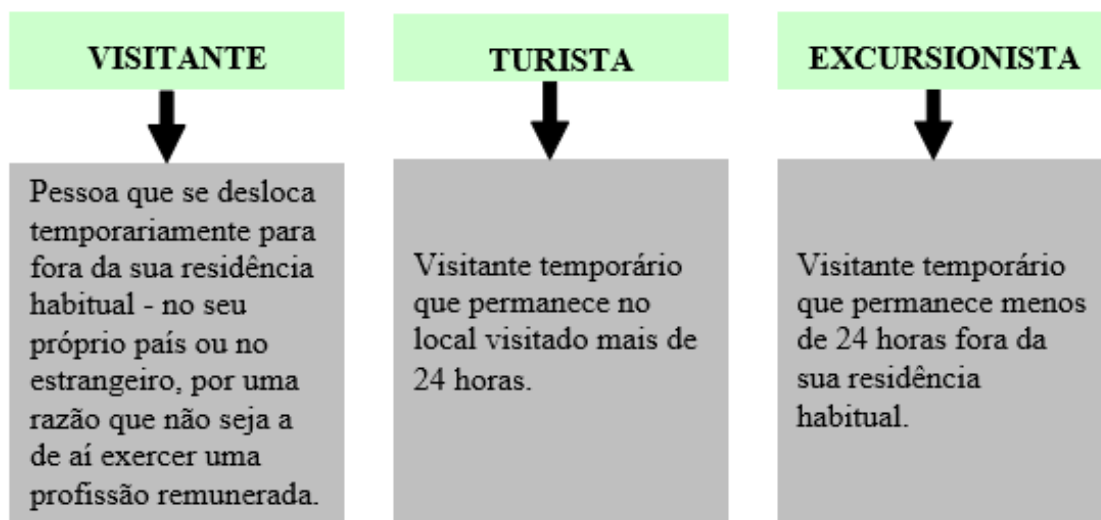 VISITANTE
Pessoa que se desloca
temporariamente para
fora da sua residência
habitual - no seu
próprio país ou no
estrangeiro, por uma
razão que não seja a
de aí exercer uma
profissão remunerada.
TURISTA
Visitante temporário
que permanece no
local visitado mais de
24 horas.
EXCURSIONISTA
Visitante temporário
que permanece menos
de 24 horas fora da
sua residência
habitual.